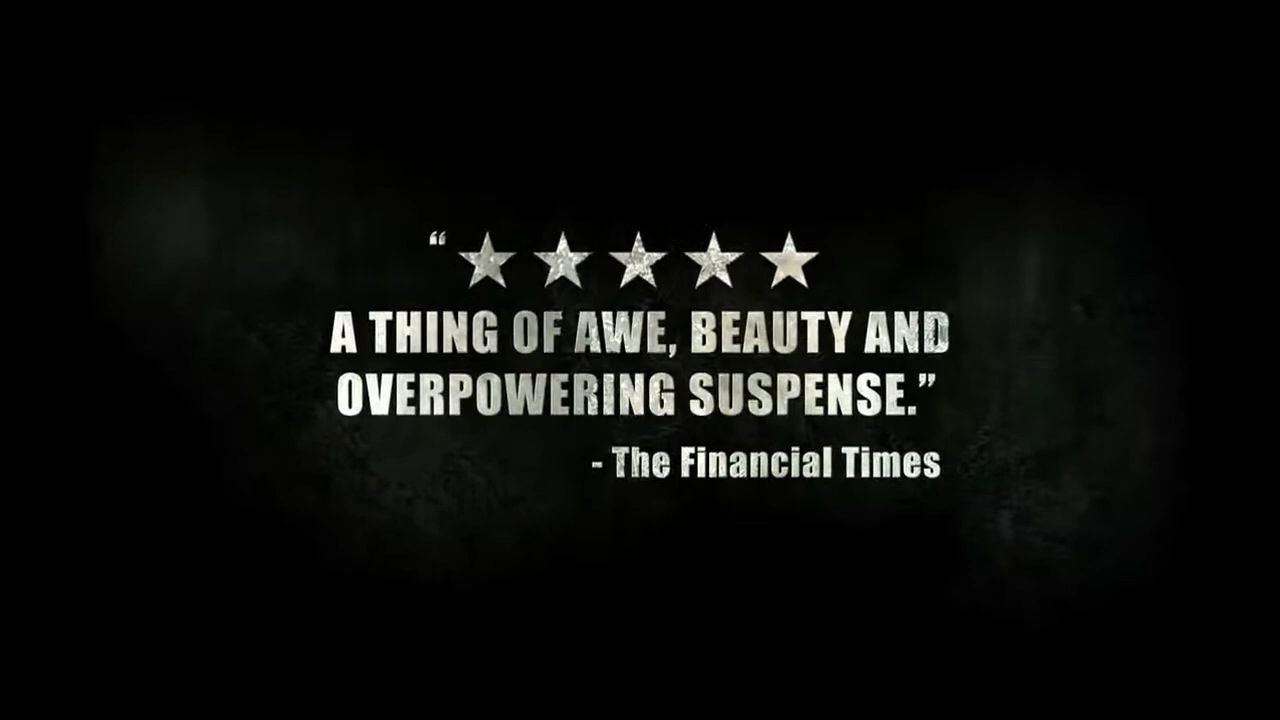 “★★★★★
A THING OF AWE, BEAUTY AND
OVERPOWERING SUSPENSE.”
- The Financial Times